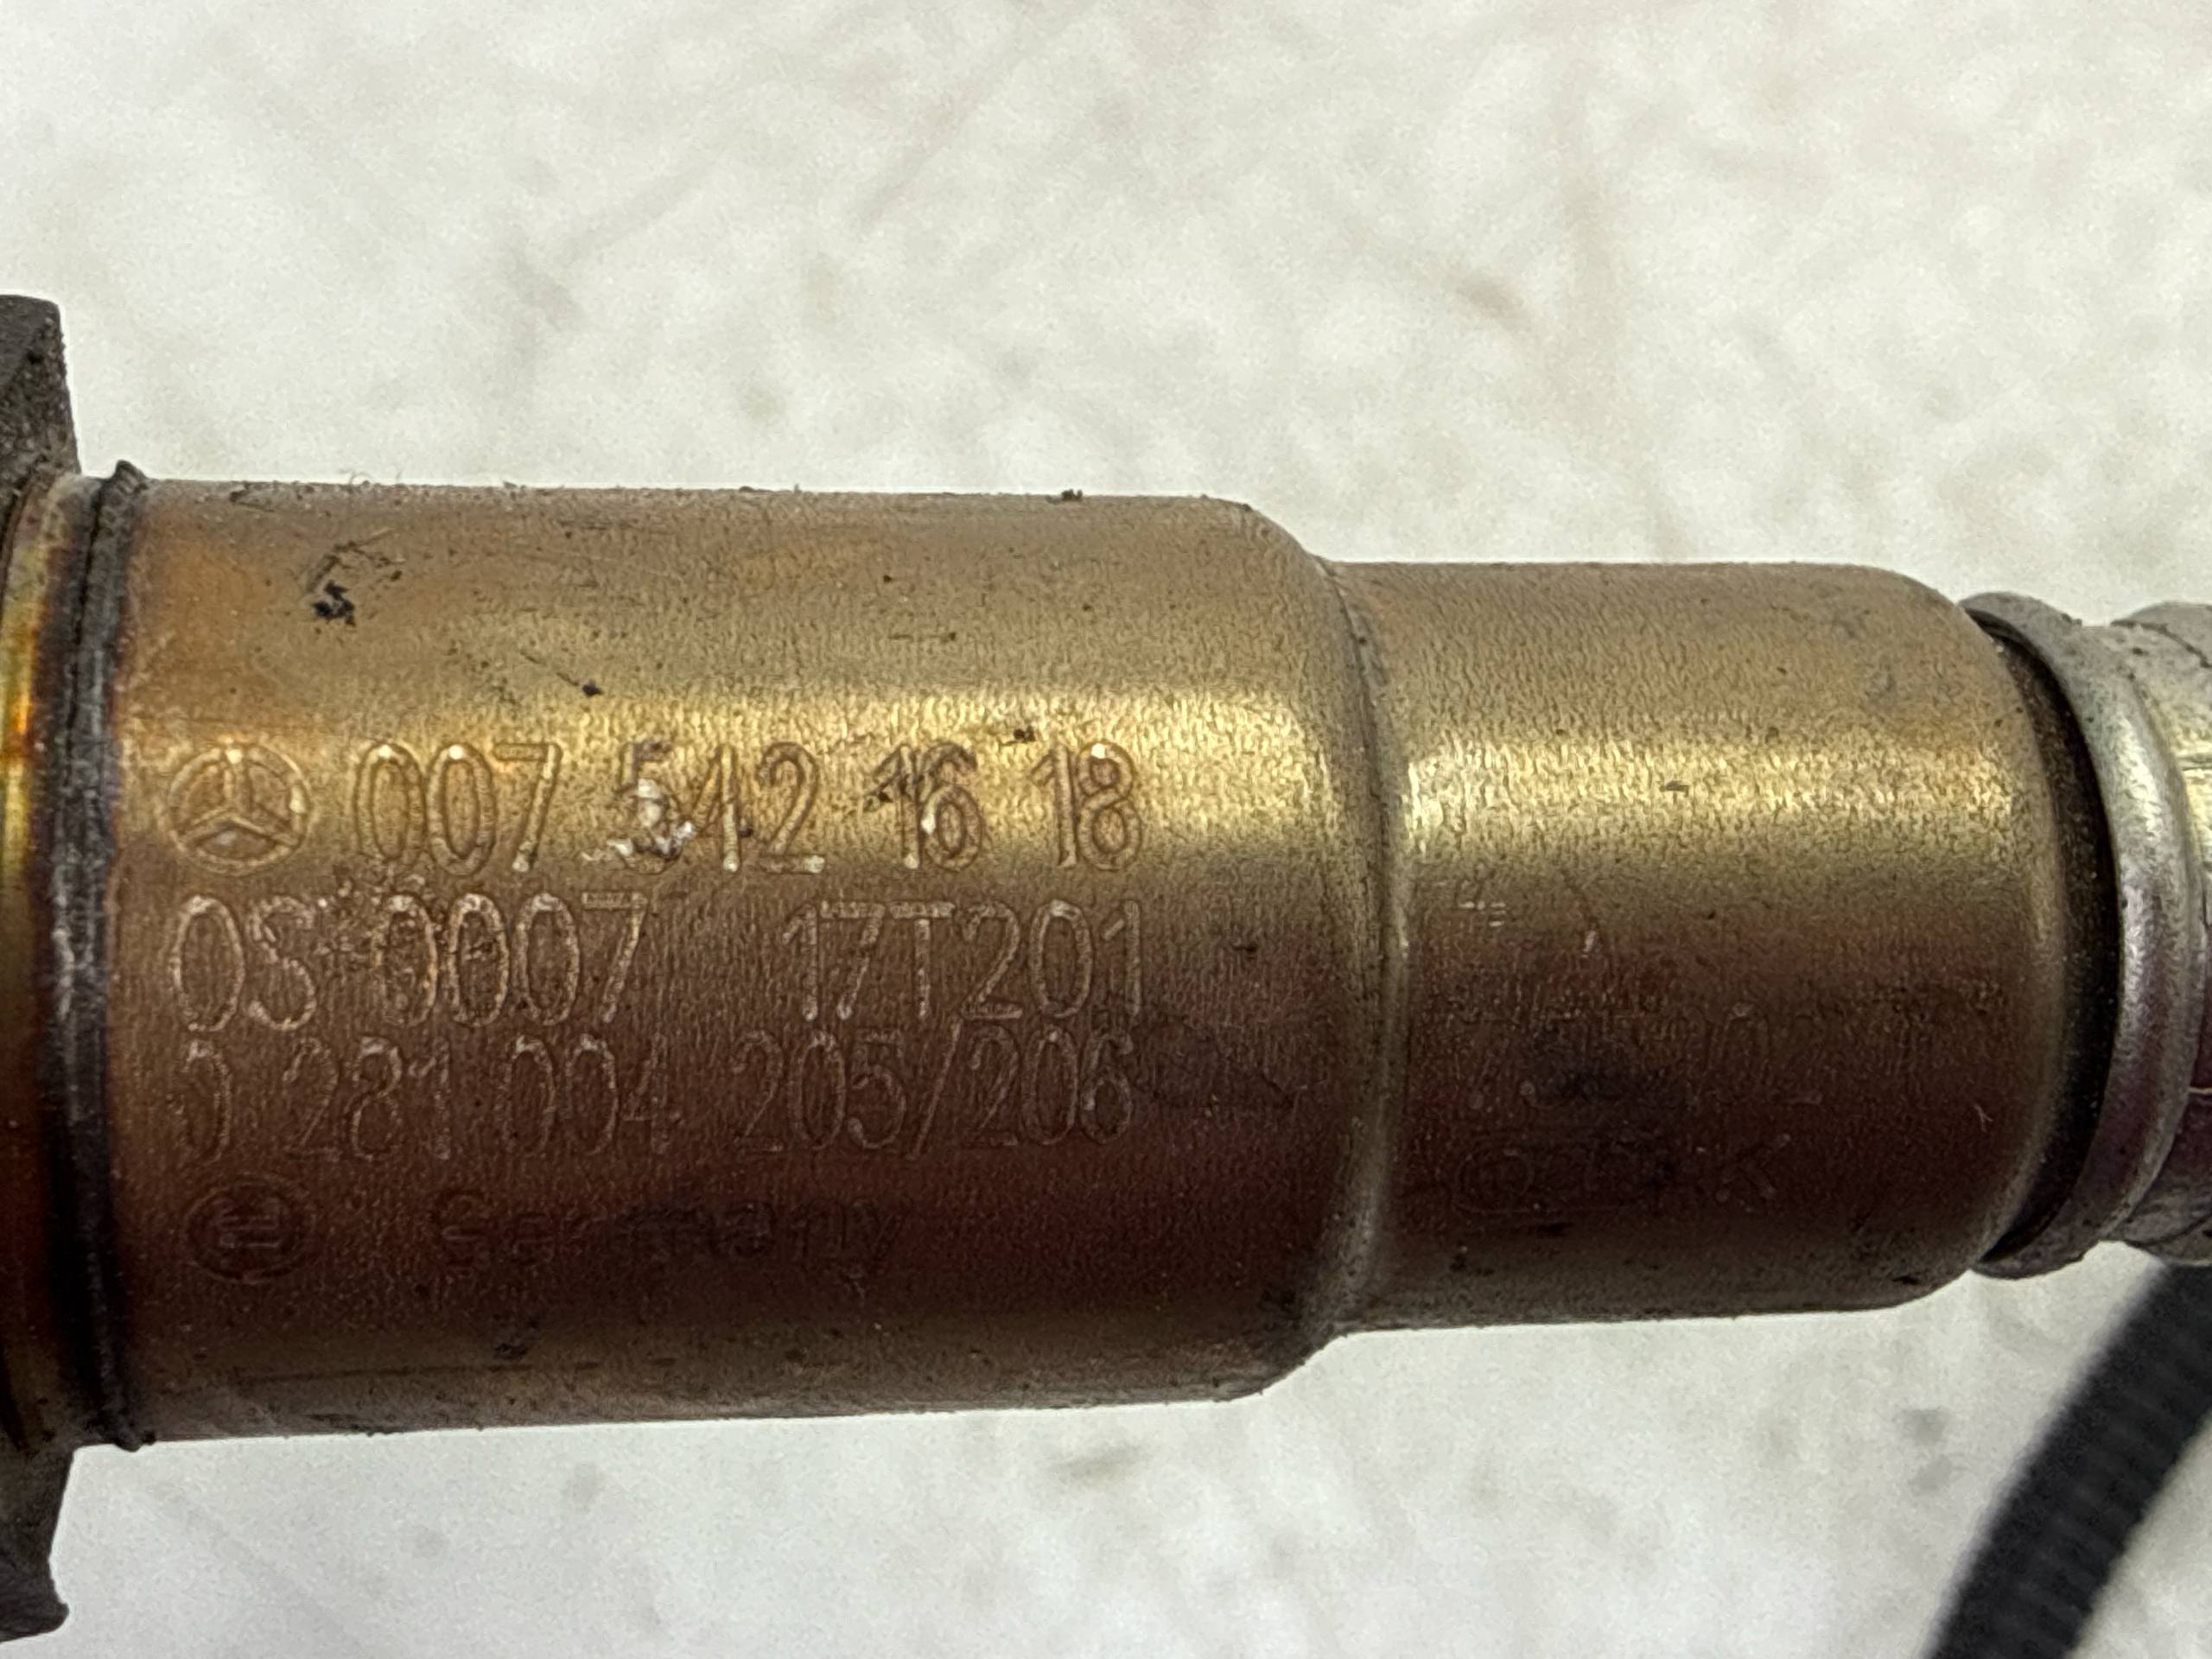 007 542 16 18
0S 0007 17T201
0 281 004 205/206
Germany